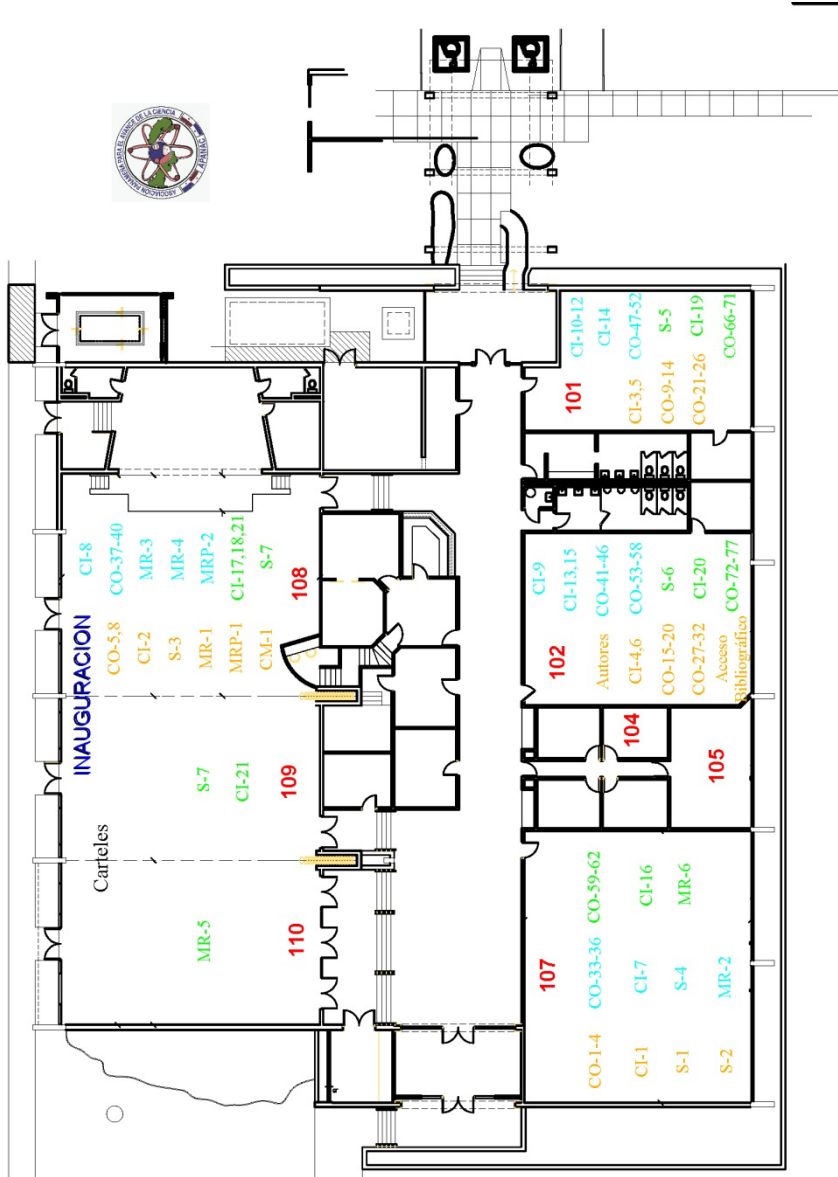 ASOCIACIÓN PANAMEÑA PARA EL AVANCE DE LA CIENCIA
APANAC
INAUGURACION
Carteles
MR-5
110
S-7
CI-21
109
CO-5,8
CI-2
S-3
MR-1
MRP-1
CM-1
CI-8
CO-37-40
MR-3
MR-4
MRP-2
CI-17,18,21
S-7
108
101
CI-3,5
CO-9-14
CO-21-26
CI-10-12
CI-14
CO-47-52
S-5
CI-19
CO-66-71
102
Autores
CI-4,6
CO-15-20
CO-27-32
Acceso
Bibliográfico
CI-9
CI-13,15
CO-41-46
CO-53-58
S-6
CI-20
CO-72-77
104
105
107
CO-1-4
CI-1
S-1
S-2
CO-33-36
CI-7
S-4
MR-2
CO-59-62
CI-16
MR-6